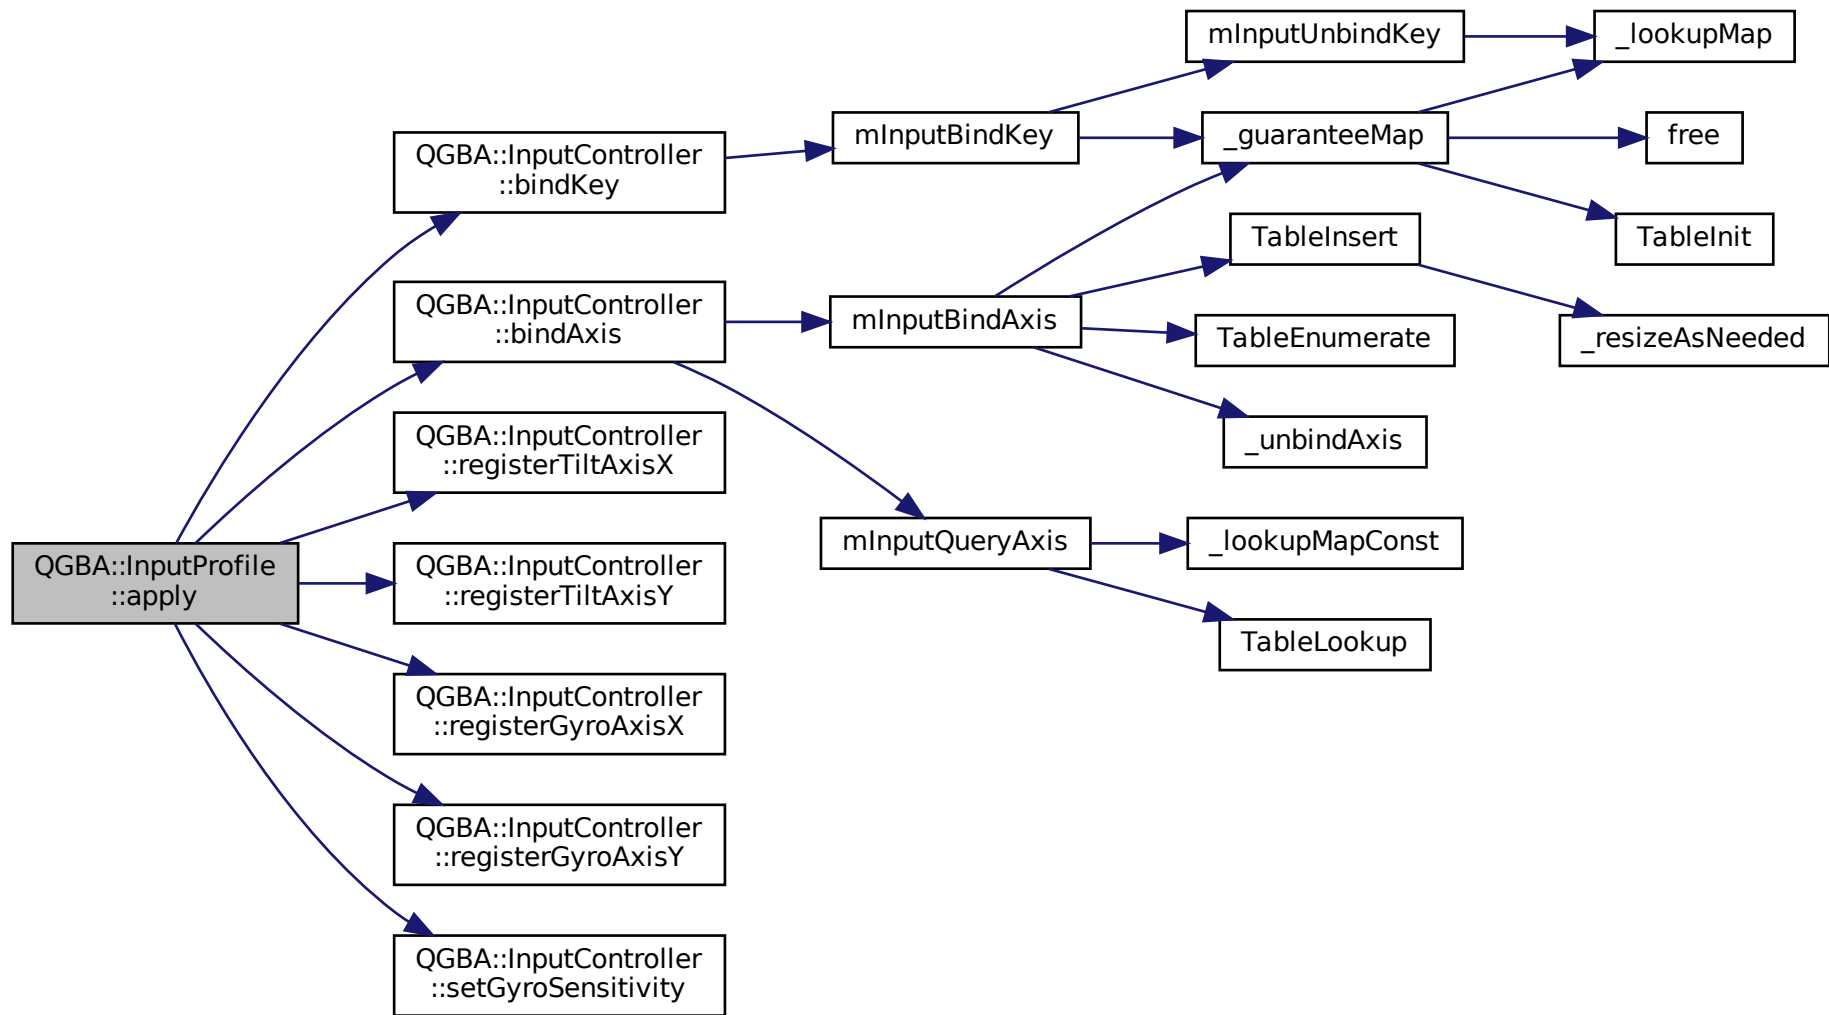 mInputUnbindKey
_lookupMap
QGBA::InputController
::bindKey
mInputBindKey
_guaranteeMap
free
TableInsert
TableInit
QGBA::InputController
::bindAxis
mInputBindAxis
TableEnumerate
_resizeAsNeeded
QGBA::InputController
::registerTiltAxisX
_unbindAxis
QGBA::InputProfile
::apply
QGBA::InputController
::registerTiltAxisY
mInputQueryAxis
_lookupMapConst
TableLookup
QGBA::InputController
::registerGyroAxisX
QGBA::InputController
::registerGyroAxisY
QGBA::InputController
::setGyroSensitivity